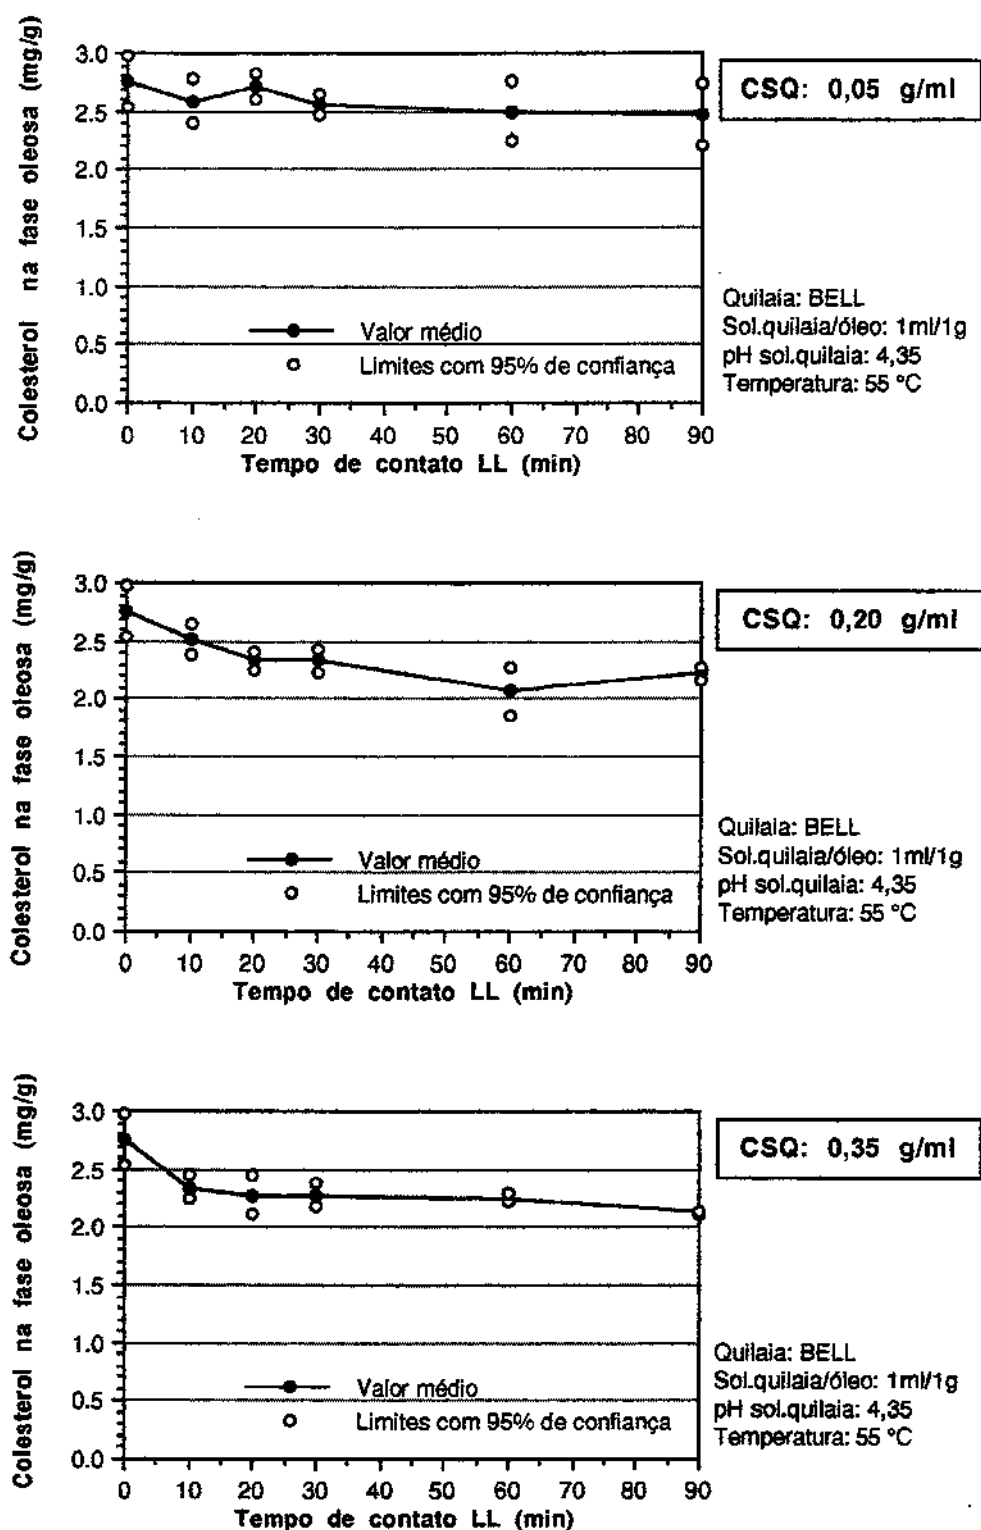 Colesterol na fase oleosa (mg/g)
3.0
2.5
2.0
1.5
1.0
0.5
0.0
Valor médio
Limites com 95% de confiança
0 10 20 30 40 50 60 70 80 90
Tempo de contato LL (min)
CSQ: 0,05 g/ml
Quilaia: BELL
Sol.quilaia/óleo: 1ml/1g
pH sol.quilaia: 4,35
Temperatura: 55 °C
Colesterol na fase oleosa (mg/g)
3.0
2.5
2.0
1.5
1.0
0.5
0.0
Valor médio
Limites com 95% de confiança
0 10 20 30 40 50 60 70 80 90
Tempo de contato LL (min)
CSQ: 0,20 g/ml
Quilaia: BELL
Sol.quilaia/óleo: 1ml/1g
pH sol.quilaia: 4,35
Temperatura: 55 °C
Colesterol na fase oleosa (mg/g)
3.0
2.5
2.0
1.5
1.0
0.5
0.0
Valor médio
Limites com 95% de confiança
0 10 20 30 40 50 60 70 80 90
Tempo de contato LL (min)
CSQ: 0,35 g/ml
Quilaia: BELL
Sol.quilaia/óleo: 1ml/1g
pH sol.quilaia: 4,35
Temperatura: 55 °C